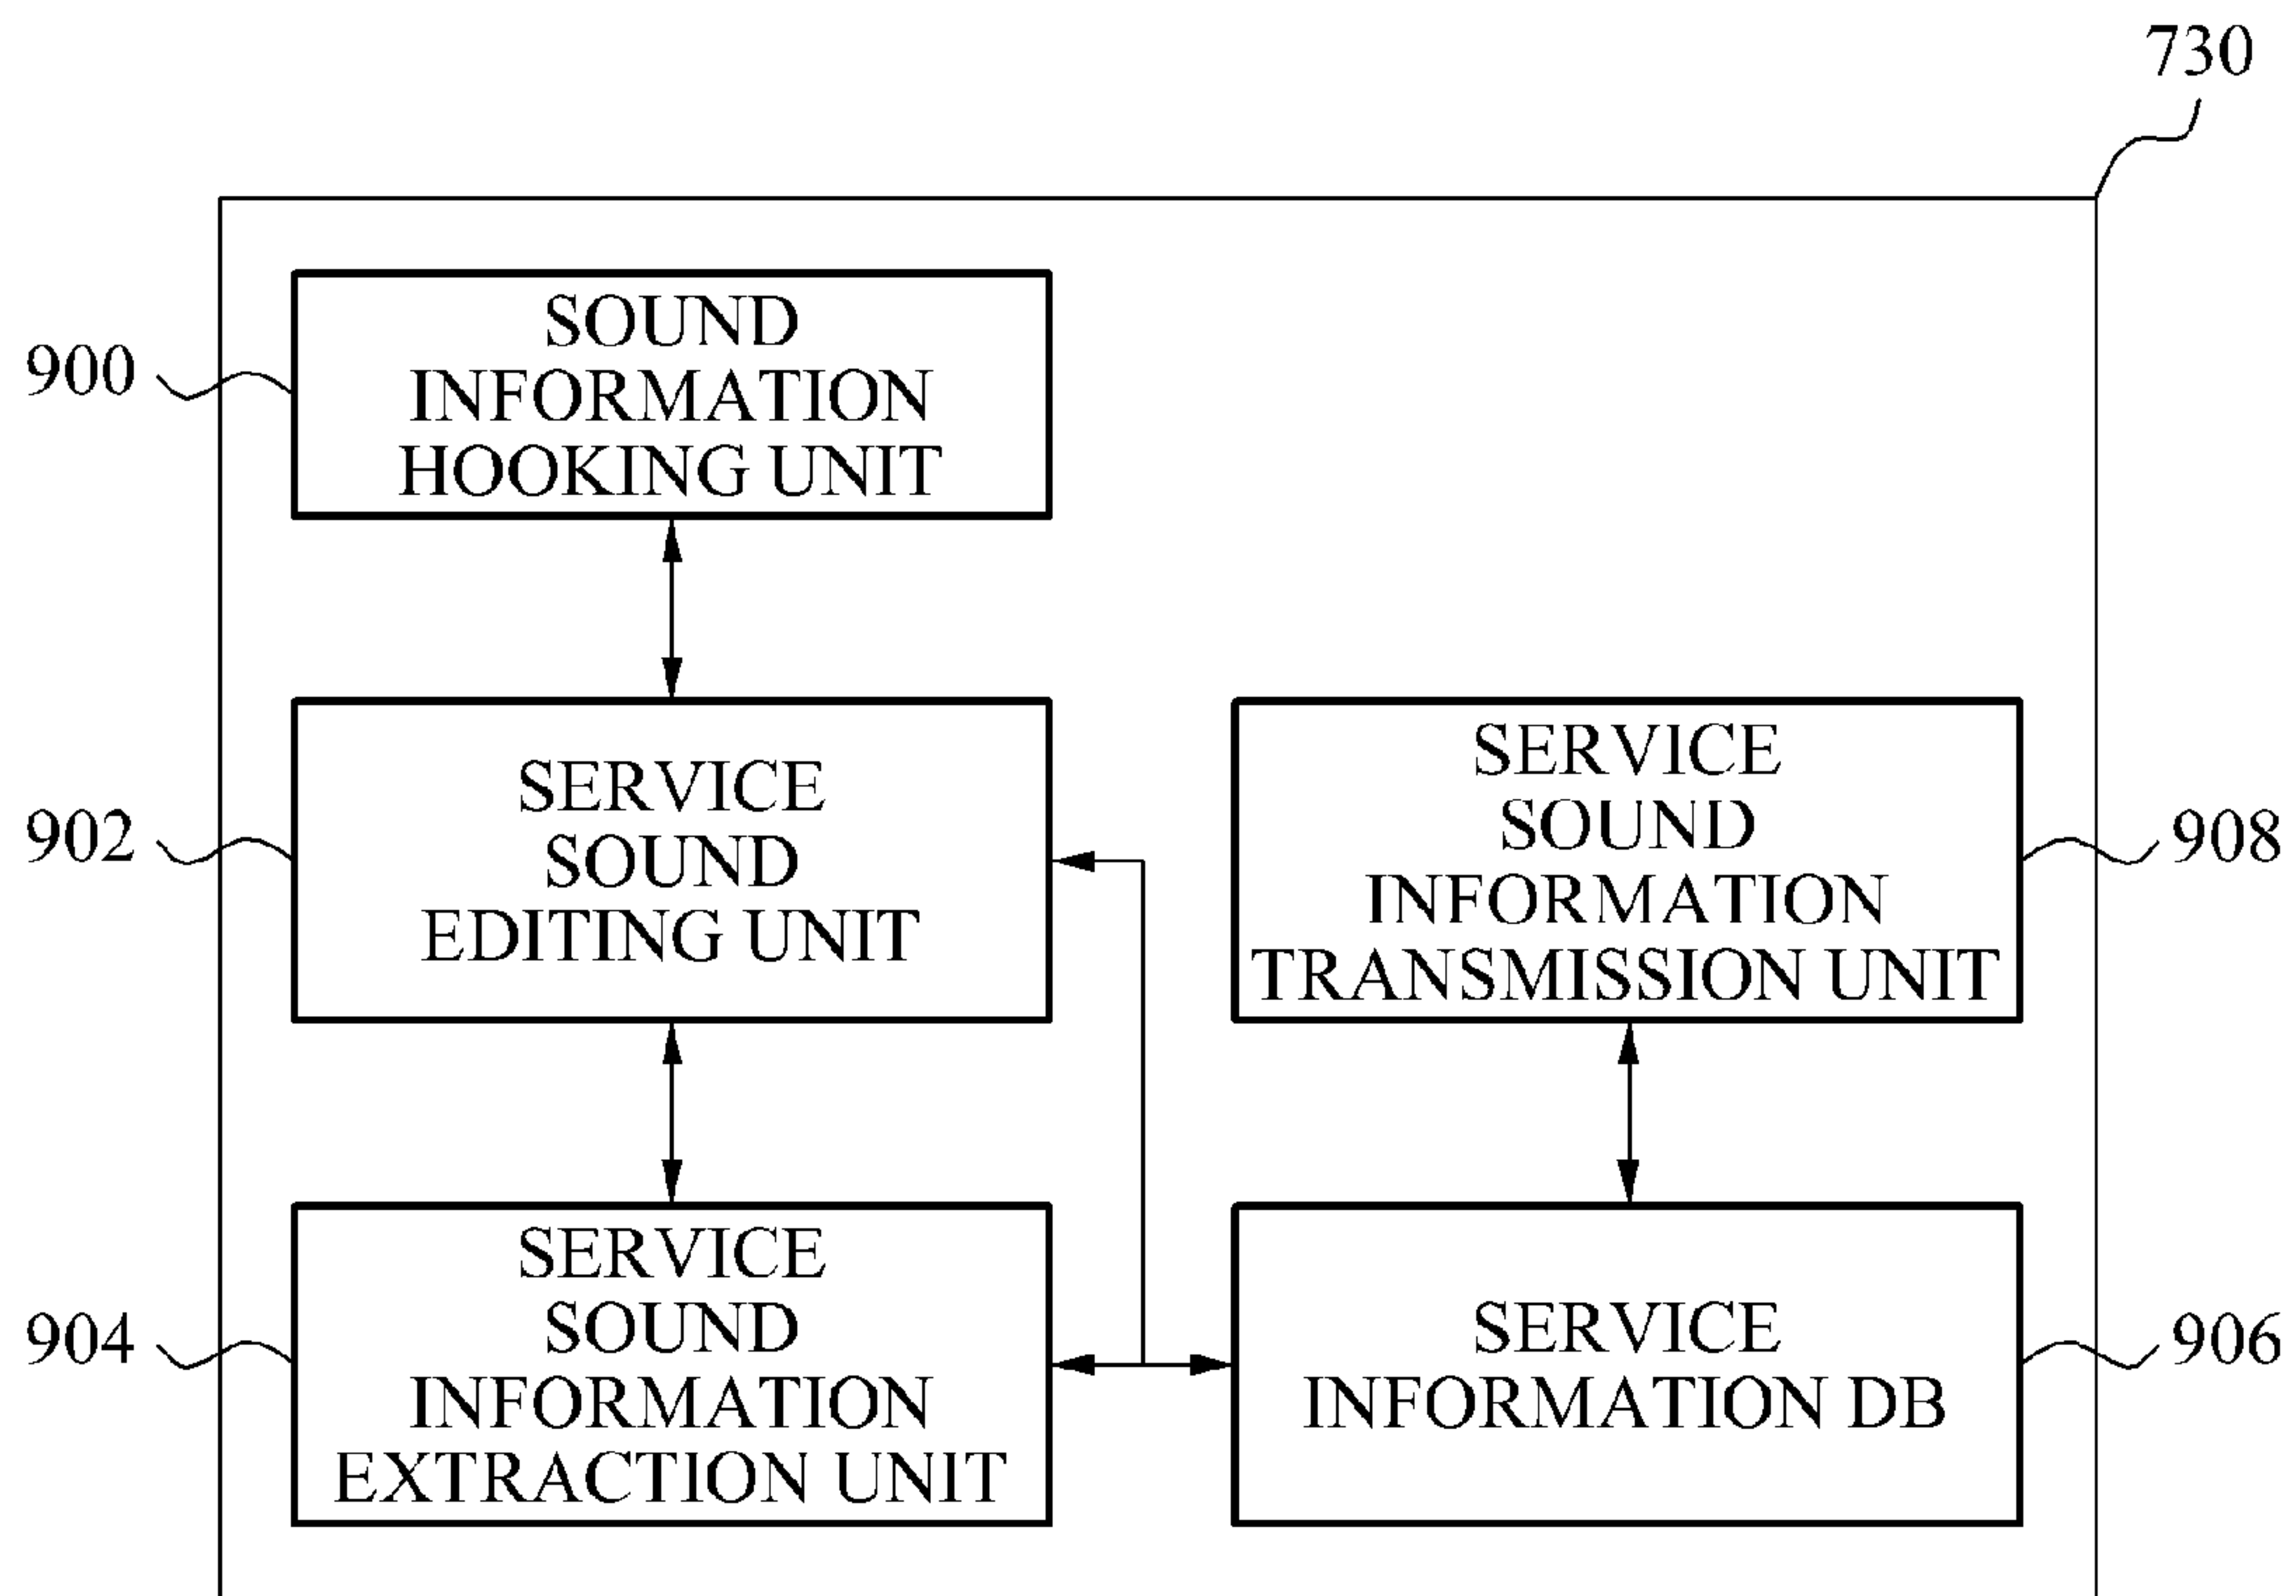 730
900
SOUND
INFORMATION
HOOKING UNIT
902
SERVICE
SOUND
EDITING UNIT
SERVICE
SOUND
INFORMATION
TRANSMISSION UNIT
908
904
SERVICE
SOUND
INFORMATION
EXTRACTION UNIT
SERVICE
INFORMATION DB
906